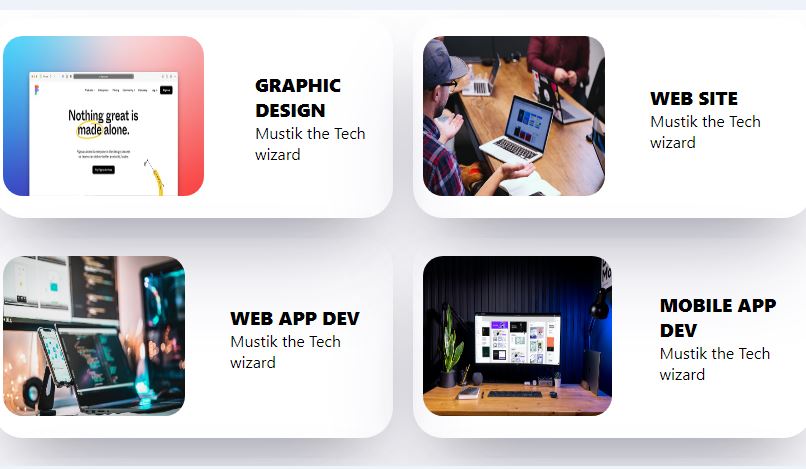 Nothing great is
made alone.
GRAPHIC
DESIGN
Mustik the Tech
wizard
WEB SITE
Mustik the Tech
wizard
WEB APP DEV
Mustik the Tech
wizard
MOBILE APP
DEV
Mustik the Tech
wizard